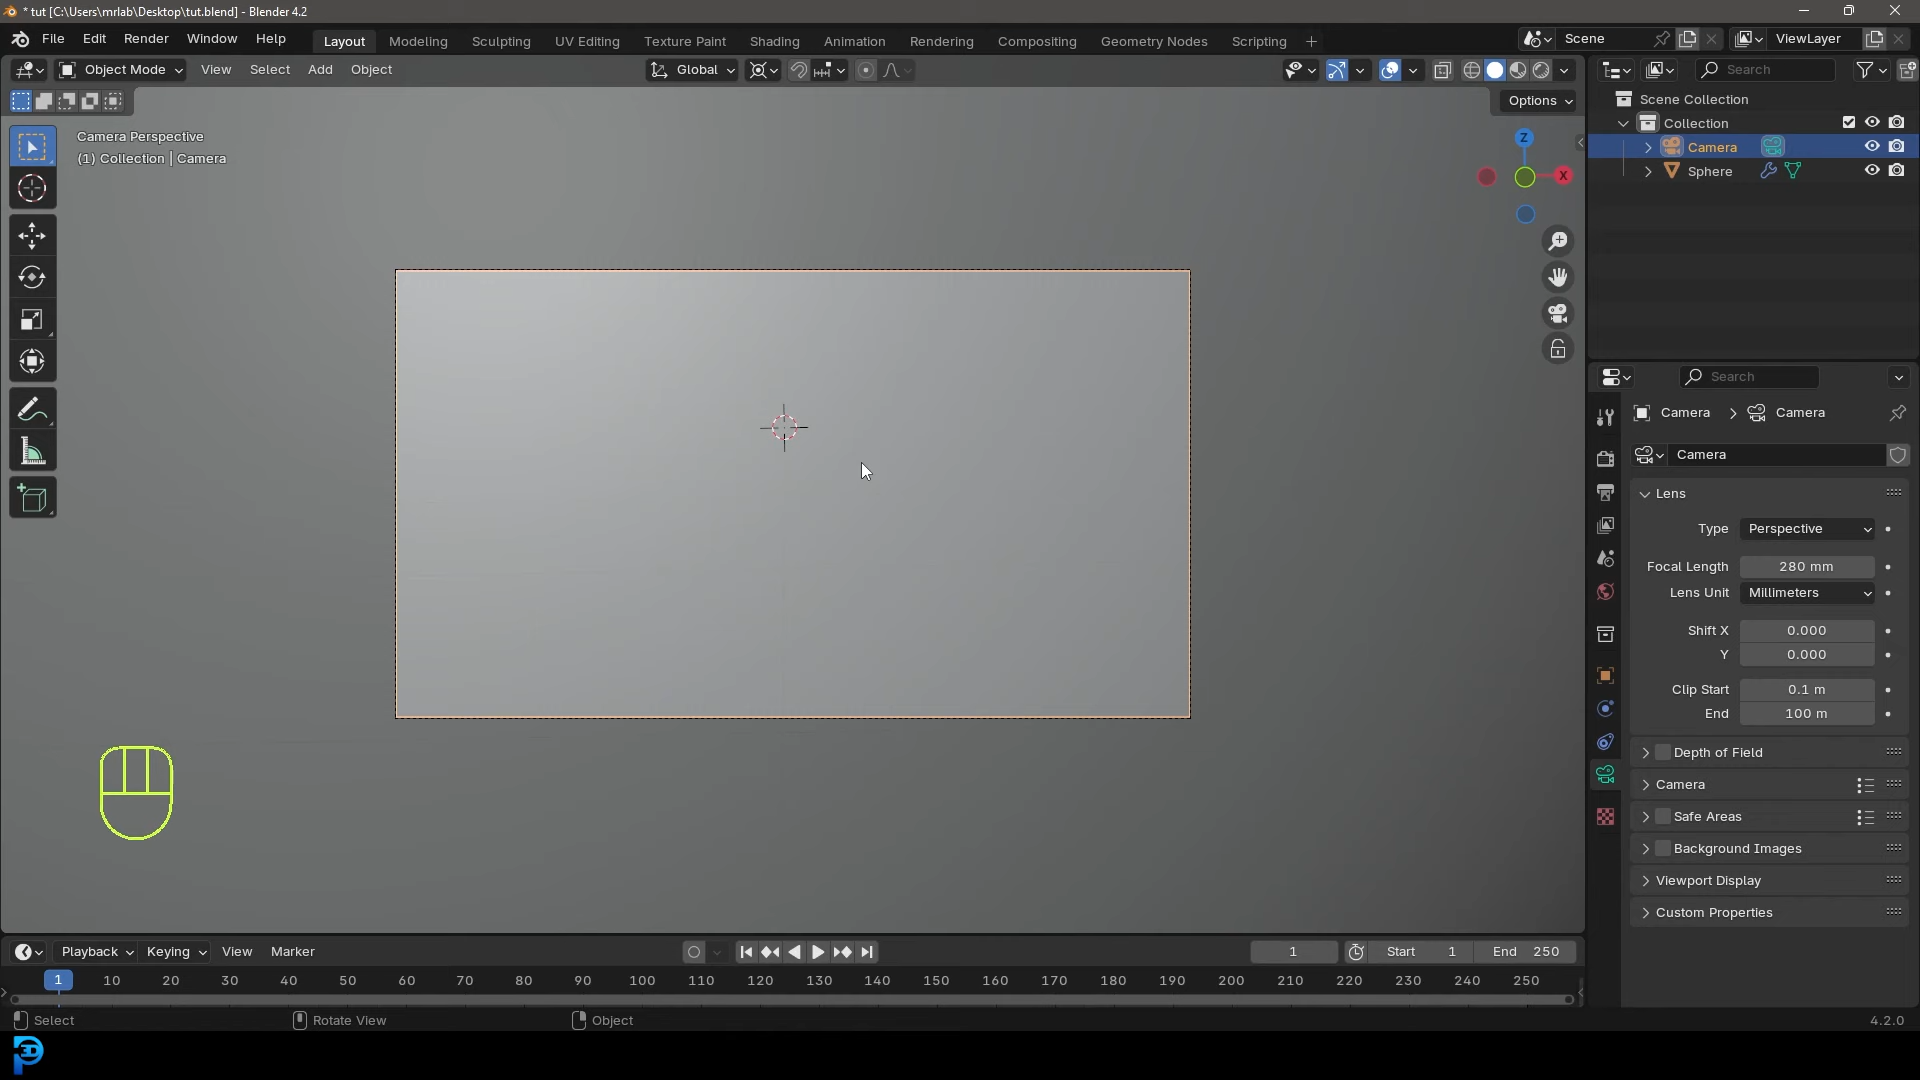 * tut [C:\Users\mrlab\Desktop\tut.blend] - Blender 4.2
File Edit Render Window Help Layout Modeling Sculpting UV Editing Texture Paint Shading Animation Rendering Compositing Geometry Nodes Scripting + Scene ViewLayer
Object Mode View Select Add Object Global Search
Options
Scene Collection
Collection
Camera
Sphere
Camera Perspective
(1) Collection | Camera
Z
X
Search
Camera > Camera
Camera
Lens
Type Perspective
Focal Length 280 mm
Lens Unit Millimeters
Shift X 0.000
Y 0.000
Clip Start 0.1 m
End 100 m
Depth of Field
Camera
Safe Areas
Background Images
Viewport Display
Custom Properties
Playback Keying View Marker 1 Start 1 End 250
1 10 20 30 40 50 60 70 80 90 100 110 120 130 140 150 160 170 180 190 200 210 220 230 240 250
Select Rotate View Object 4.2.0